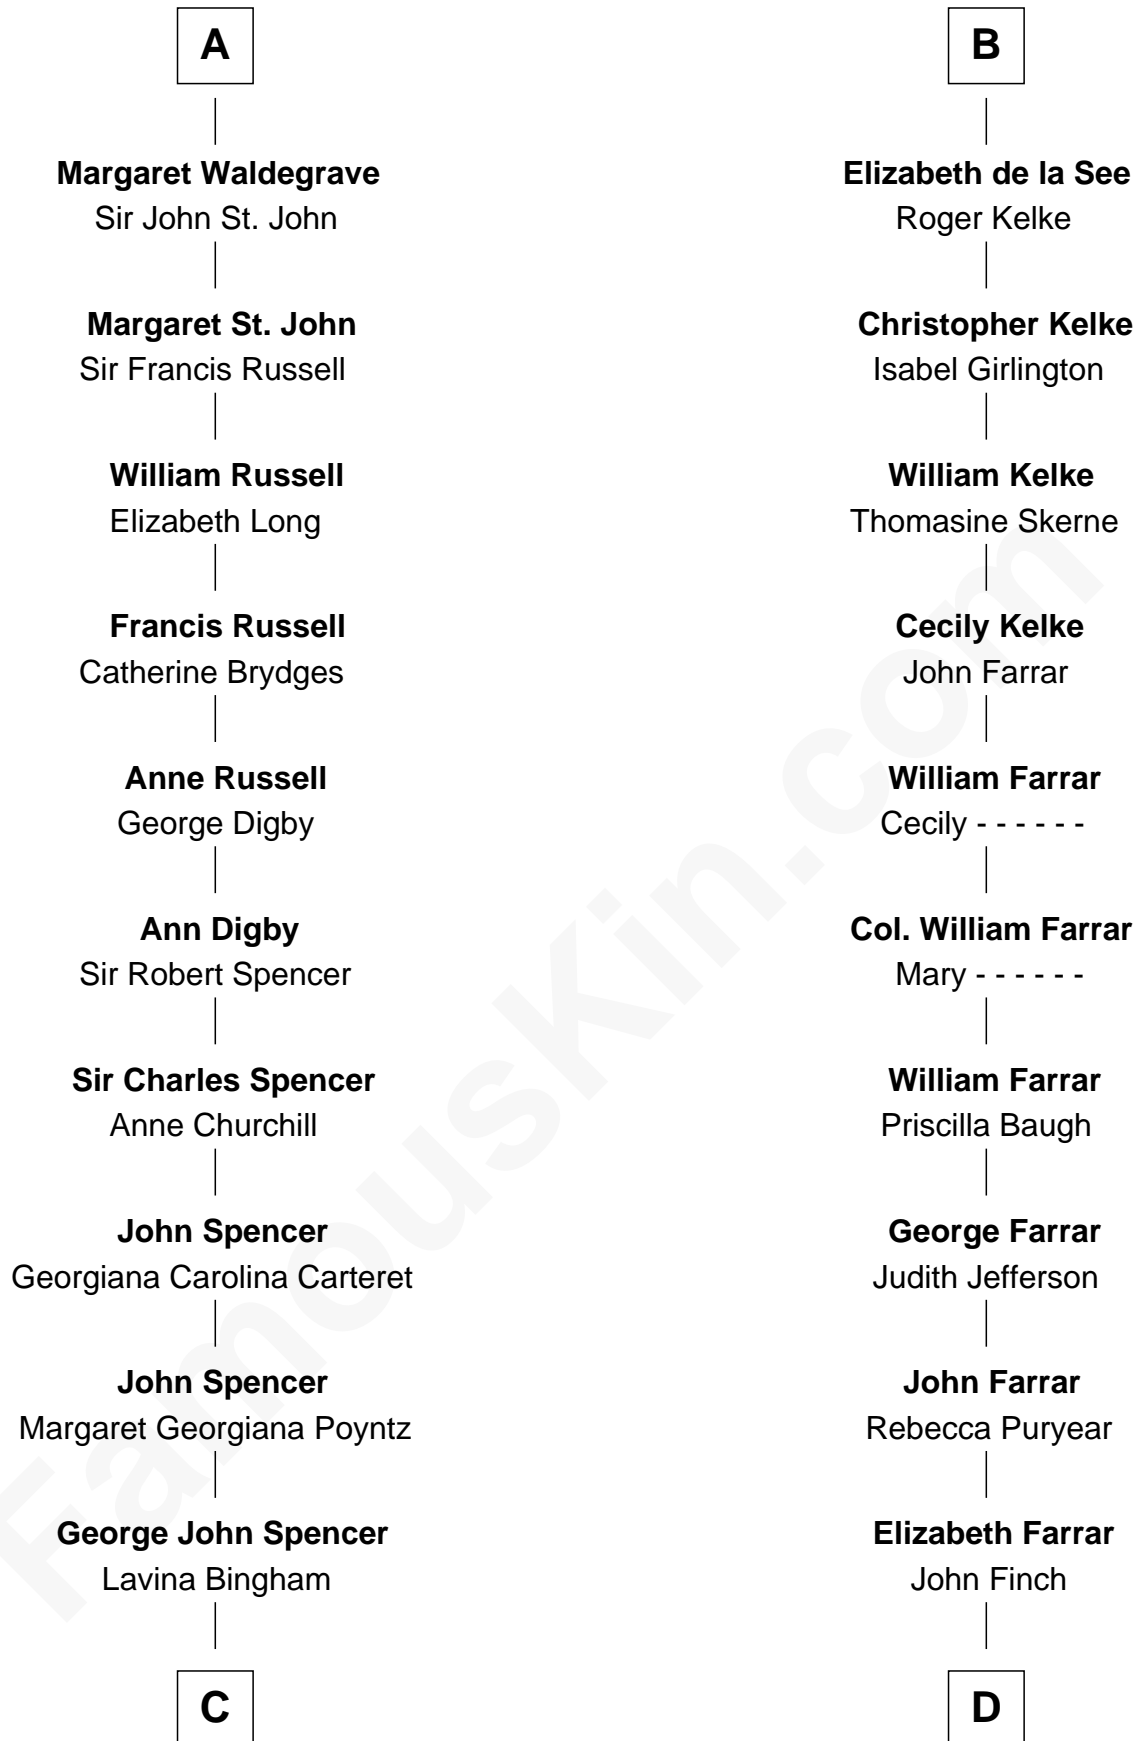 A
Margaret Waldegrave
Sir John St. John
Margaret St. John
Sir Francis Russell
William Russell
Elizabeth Long
Francis Russell
Catherine Brydges
Anne Russell
George Digby
Ann Digby
Sir Robert Spencer
Sir Charles Spencer
Anne Churchill
John Spencer
Georgiana Carolina Carteret
John Spencer
Margaret Georgiana Poyntz
George John Spencer
Lavina Bingham
C
B
Elizabeth de la See
Roger Kelke
Christopher Kelke
Isabel Girlington
William Kelke
Thomasine Skerne
Cecily Kelke
John Farrar
William Farrar
Cecily - - - - - -
Col. William Farrar
Mary - - - - - -
William Farrar
Priscilla Baugh
George Farrar
Judith Jefferson
John Farrar
Rebecca Puryear
Elizabeth Farrar
John Finch
D
FamousKin.com